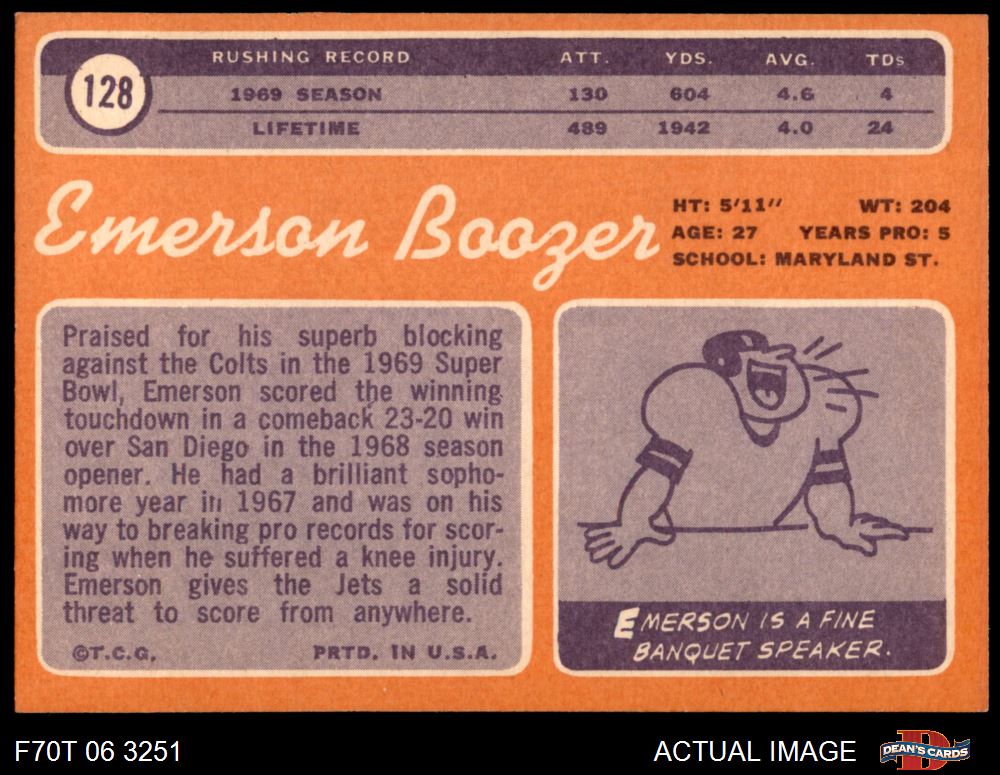 128
RUSHING RECORD ATT. YDS. AVG. TDs
1969 SEASON 130 604 4.6 4
LIFETIME 489 1942 4.0 24
Emerson Boozer
HT: 5'11" WT: 204
AGE: 27 YEARS PRO: 5
SCHOOL: MARYLAND ST.
Praised for his superb blocking
against the Colts in the 1969 Super
Bowl, Emerson scored the winning
touchdown in a comeback 23-20 win
over San Diego in the 1968 season
opener. He had a brilliant sopho-
more year in 1967 and was on his
way to breaking pro records for scor-
ing when he suffered a knee injury.
Emerson gives the Jets a solid
threat to score from anywhere.
©T.C.G. PRTD. IN U.S.A.
EMERSON IS A FINE
BANQUET SPEAKER.
F70T 06 3251
ACTUAL IMAGE
DEAN'S CARDS